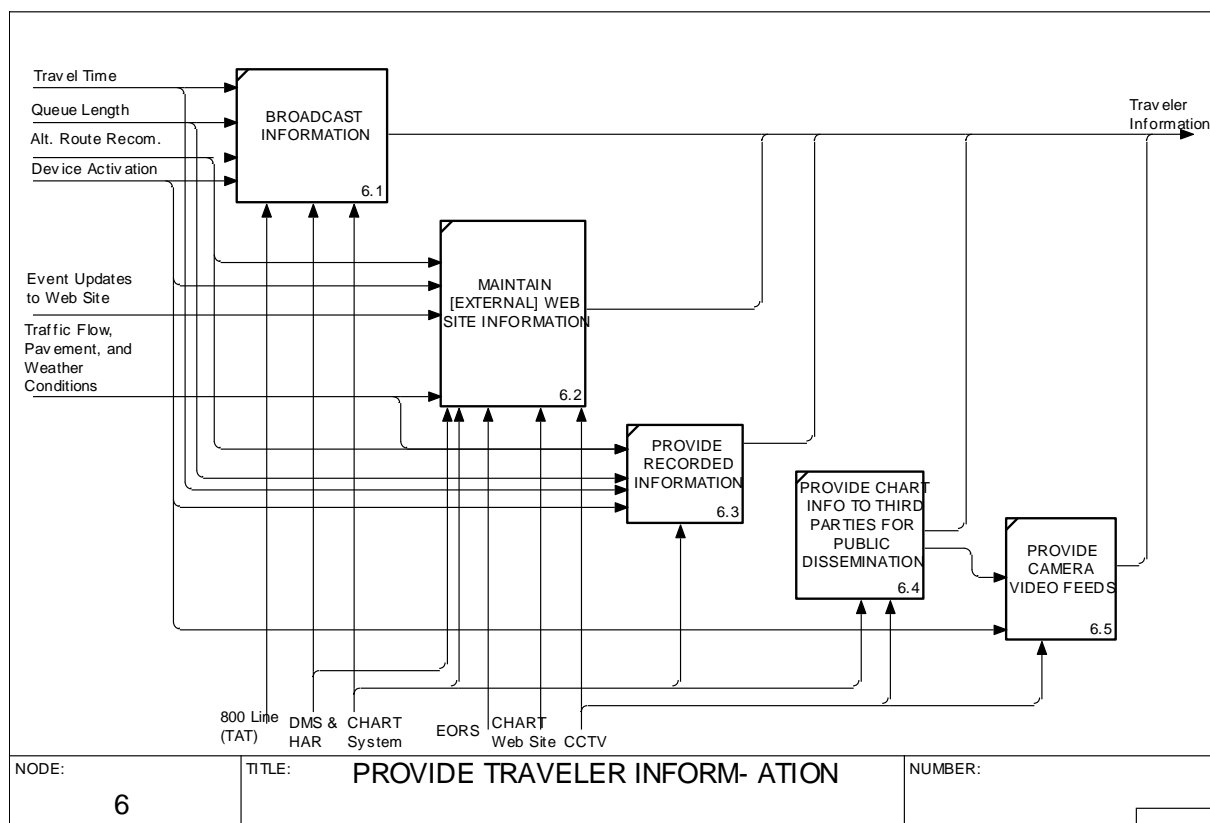 Travel Time
Queue Length
Alt. Route Recom.
Device Activation
BROADCAST
INFORMATION
6.1
Traveler
Information
Event Updates
to Web Site
Traffic Flow,
Pavement, and
Weather
Conditions
MAINTAIN
[EXTERNAL] WEB
SITE INFORMATION
6.2
PROVIDE
RECORDED
INFORMATION
6.3
PROVIDE CHART
INFO TO THIRD
PARTIES FOR
PUBLIC
DISSEMINATION
6.4
PROVIDE
CAMERA
VIDEO FEEDS
6.5
800 Line
(TAT)
DMS &
HAR
CHART
System
EORS
CHART
Web Site
CCTV
NODE:
6
TITLE:
PROVIDE TRAVELER INFORM- ATION
NUMBER: